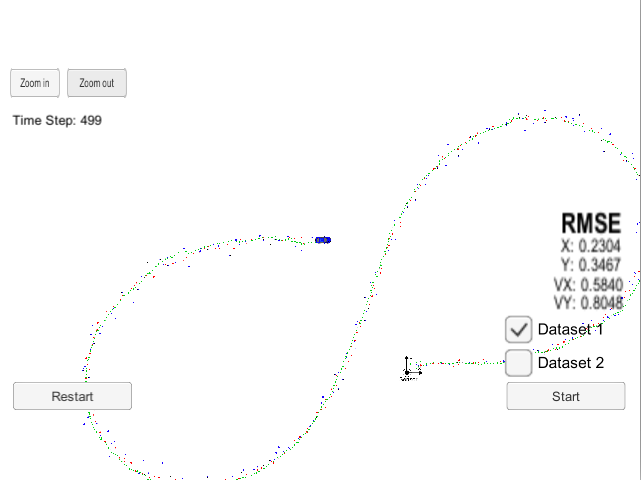 Zoom in
Zoom out
Time Step: 499
RMSE
X: 0.2304
Y: 0.3467
VX: 0.5840
VY: 0.8048
Dataset 1
Dataset 2
Restart
Start